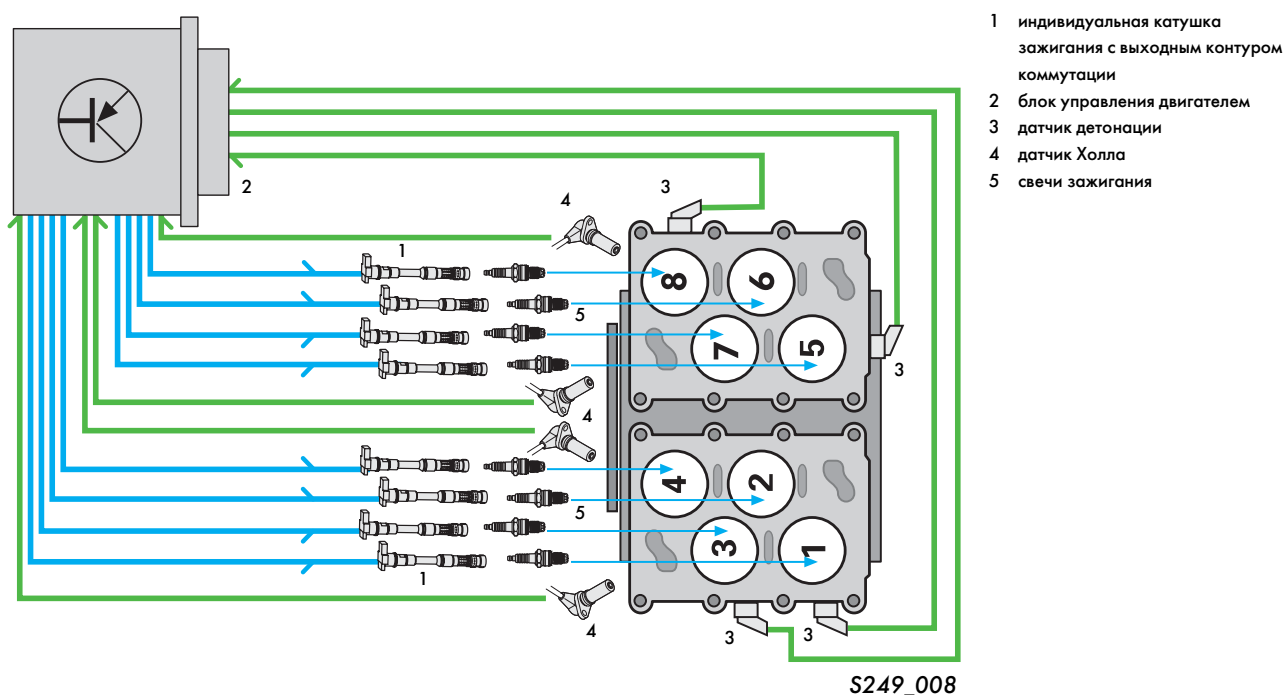 1 индивидуальная катушка
зажигания с выходным контуром
коммутации
2 блок управления двигателем
3 датчик детонации
4 датчик Холла
5 свечи зажигания
2
3
4
1
8
6
5
7
5
3
4
4
2
5
3
1
1
4
3
3
S249_008